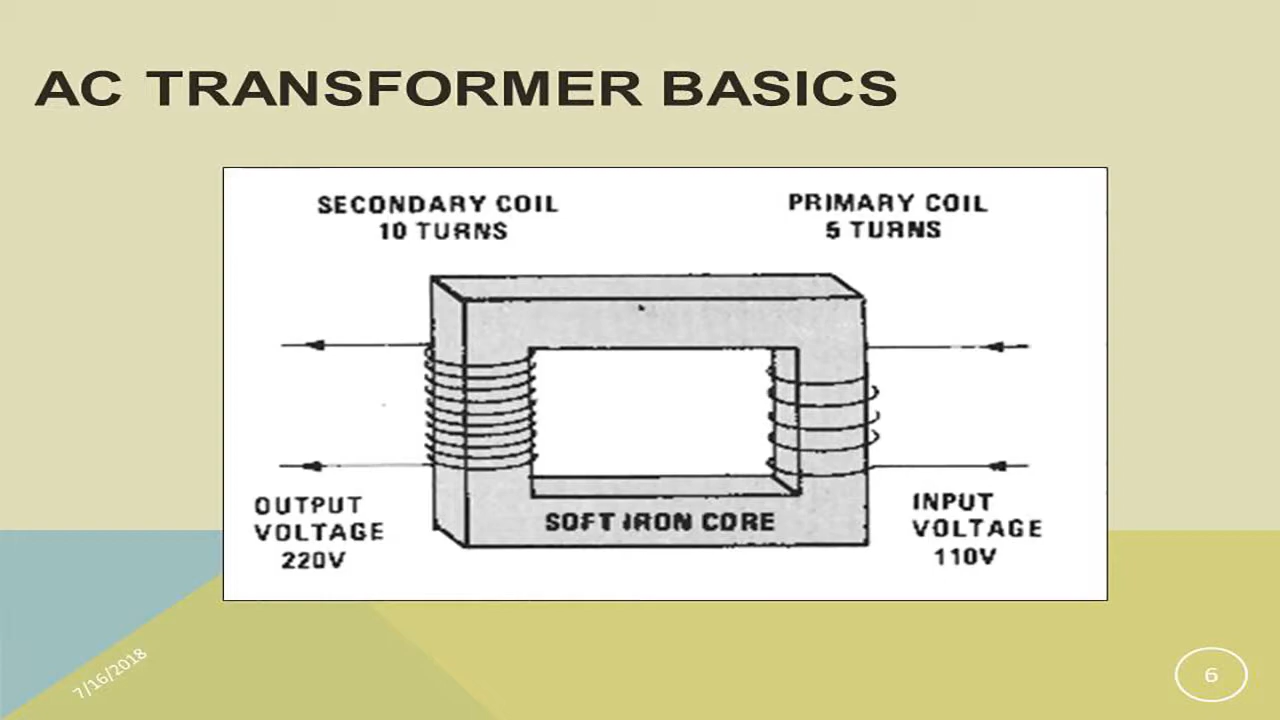 AC TRANSFORMER BASICS
SECONDARY COIL
10 TURNS
PRIMARY COIL
5 TURNS
SOFT IRON CORE
OUTPUT
VOLTAGE
220V
INPUT
VOLTAGE
110V
7/16/2018
6